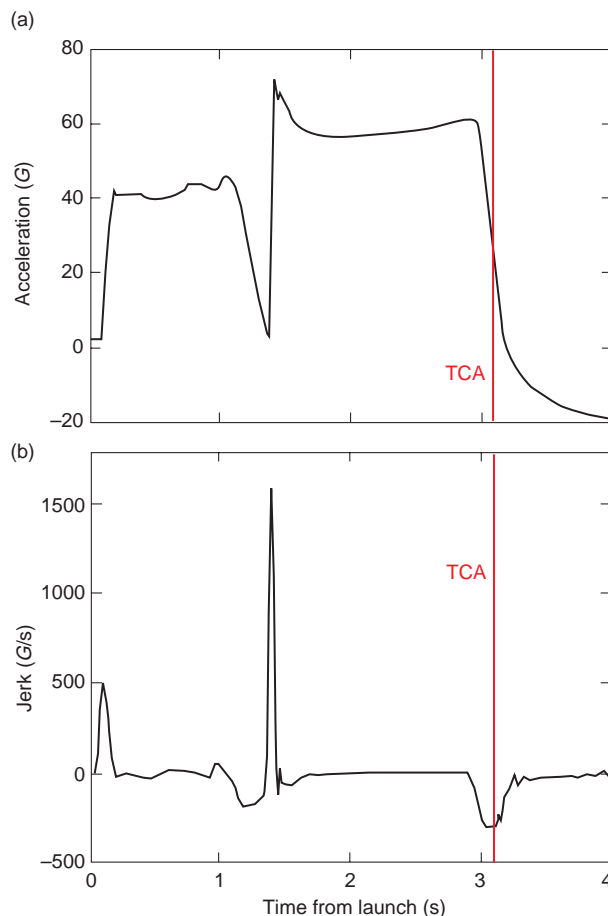 (a)
80
60
40
20
0
−20
Acceleration (G)
TCA
(b)
1500
1000
500
0
−500
Jerk (G/s)
TCA
0 1 2 3 4
Time from launch (s)